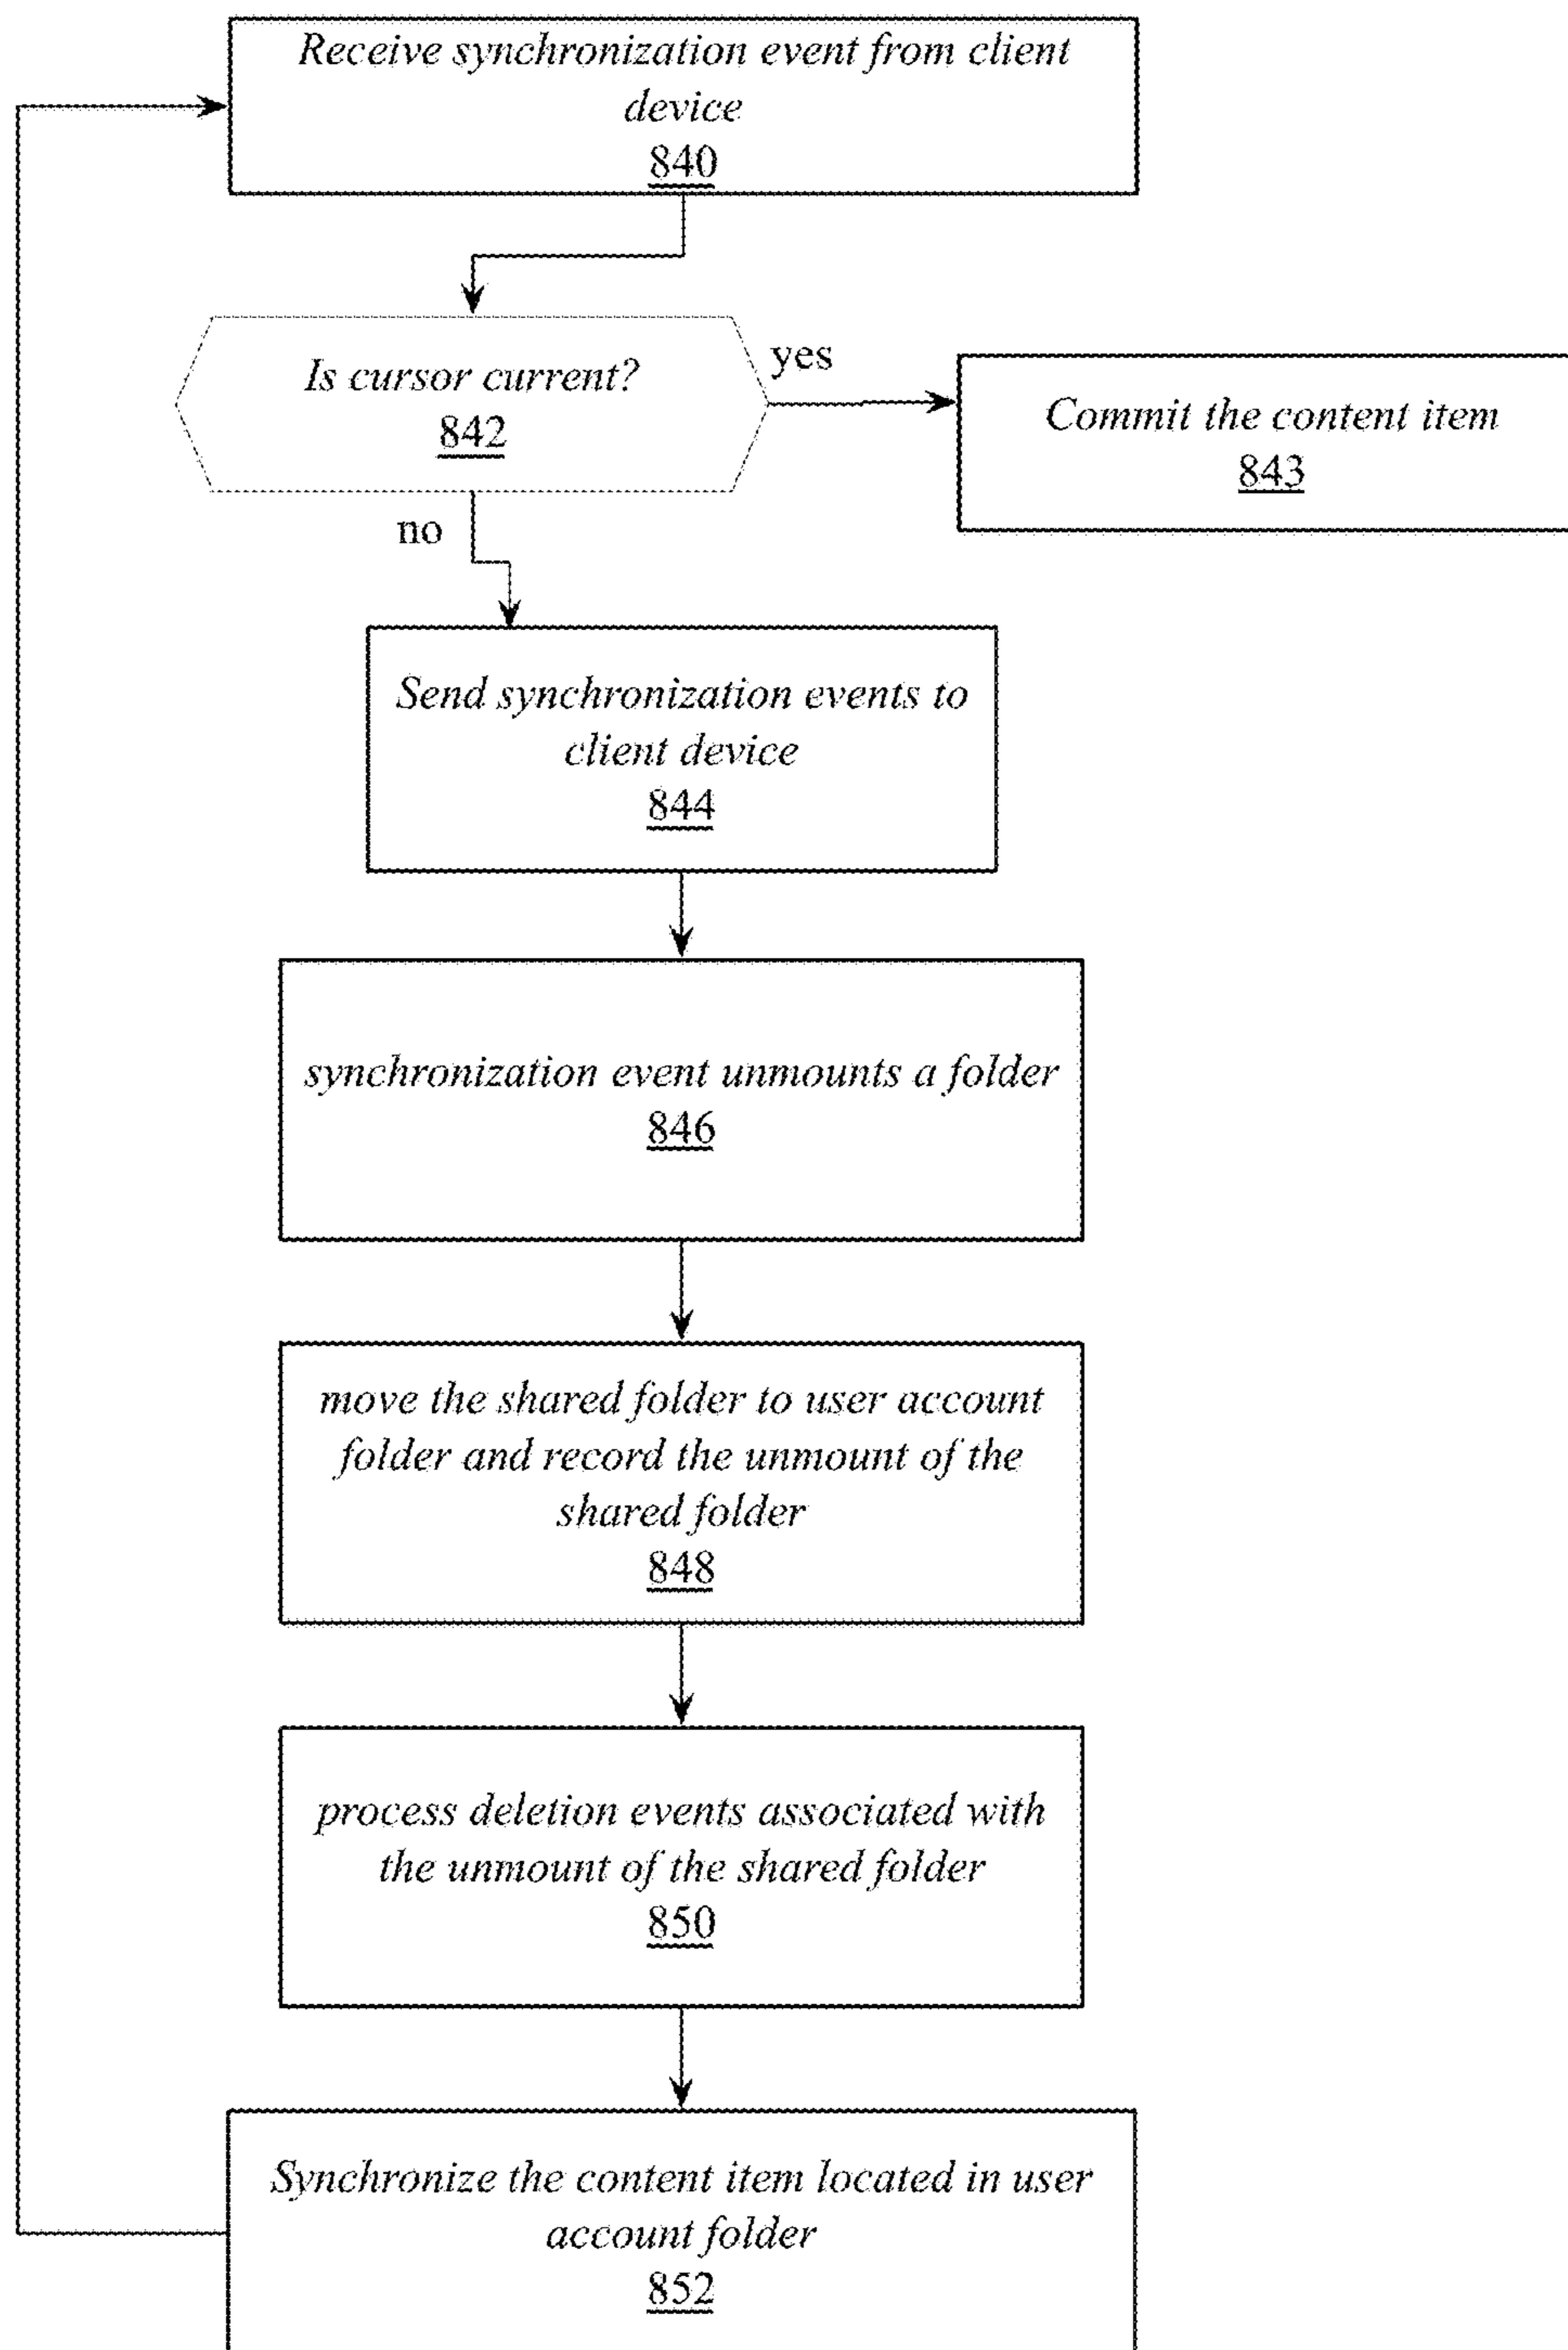 Receive synchronization event from client
device
840
Is cursor current?
842
yes
Commit the content item
843
no
Send synchronization events to
client device
844
synchronization event unmounts a folder
846
move the shared folder to user account
folder and record the unmount of the
shared folder
848
process deletion events associated with
the unmount of the shared folder
850
Synchronize the content item located in user
account folder
852